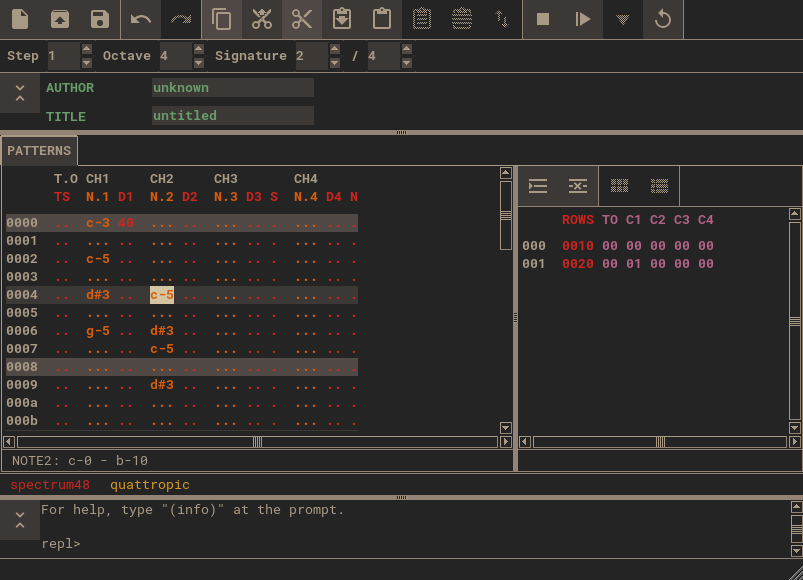 Step 1 Octave 4 Signature 2 / 4
AUTHOR unknown
TITLE untitled
PATTERNS
T.O CH1 CH2 CH3 CH4
TS N.1 D1 N.2 D2 N.3 D3 S N.4 D4 N
0000 .. c-3 40 ... .. ... .. . ... .. .
0001 .. ... .. ... .. ... .. . ... .. .
0002 .. c-5 .. ... .. ... .. . ... .. .
0003 .. ... .. ... .. ... .. . ... .. .
0004 .. d#3 .. c-5 .. ... .. . ... .. .
0005 .. ... .. ... .. ... .. . ... .. .
0006 .. g-5 .. d#3 .. ... .. . ... .. .
0007 .. ... .. c-5 .. ... .. . ... .. .
0008 .. ... .. ... .. ... .. . ... .. .
0009 .. ... .. d#3 .. ... .. . ... .. .
000a .. ... .. ... .. ... .. . ... .. .
000b .. ... .. ... .. ... .. . ... .. .
NOTE2: c-0 - b-10
ROWS TO C1 C2 C3 C4
000 0010 00 00 00 00 00
001 0020 00 01 00 00 00
spectrum48 quattropic
For help, type "(info)" at the prompt.
repl>